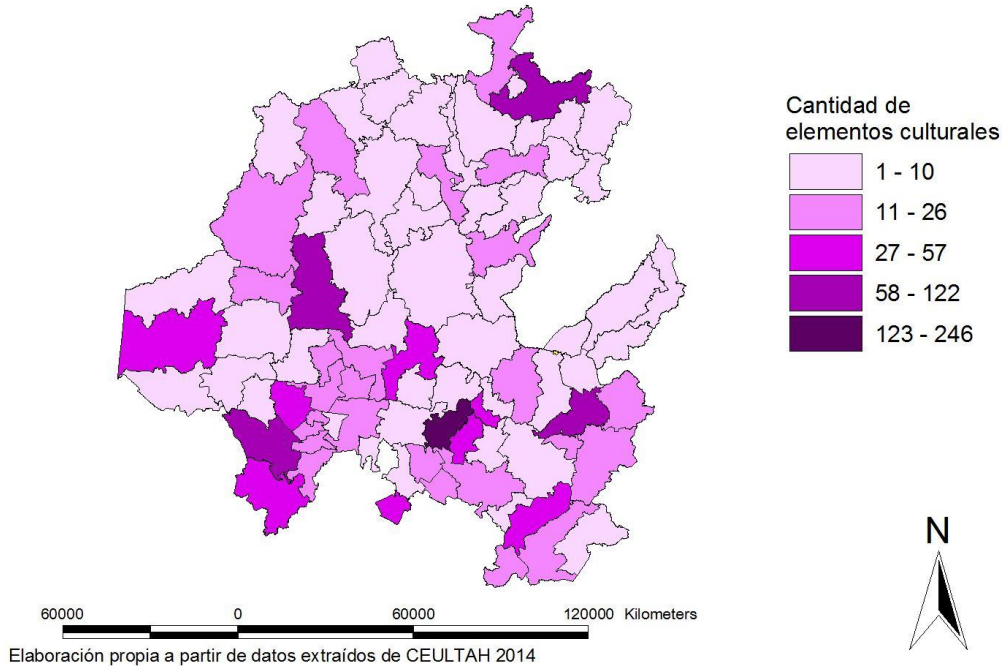 Cantidad de
elementos culturales
1 - 10
11 - 26
27 - 57
58 - 122
123 - 246
N
60000 0 60000 120000 Kilometers
Elaboración propia a partir de datos extraídos de CEULTAH 2014